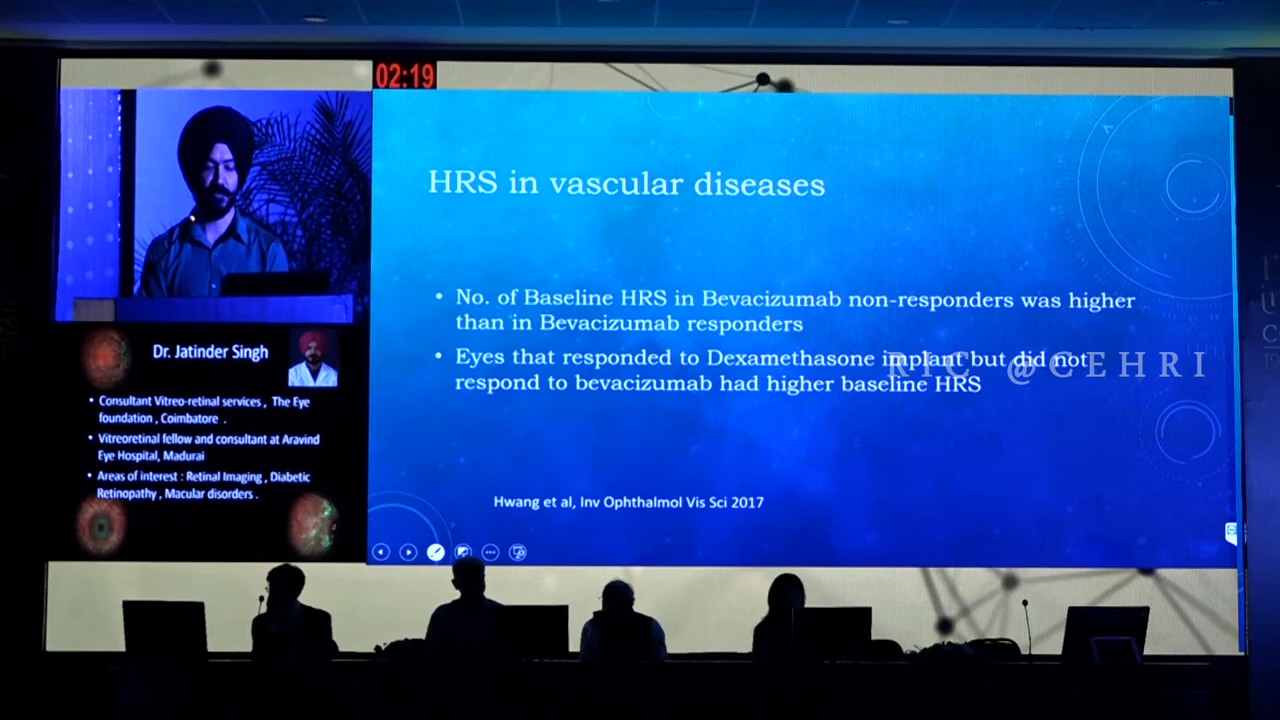 02:19
HRS in vascular diseases
• No. of Baseline HRS in Bevacizumab non-responders was higher
than in Bevacizumab responders
• Eyes that responded to Dexamethasone implant but did not
respond to bevacizumab had higher baseline HRS
RIC @GEHRI
Hwang et al, Inv Ophthalmol Vis Sci 2017
Dr. Jatinder Singh
• Consultant Vitreo-retinal services , The Eye
foundation , Coimbatore .
• Vitreoretinal fellow and consultant at Aravind
Eye Hospital, Madurai
• Areas of interest : Retinal Imaging , Diabetic
Retinopathy , Macular disorders .